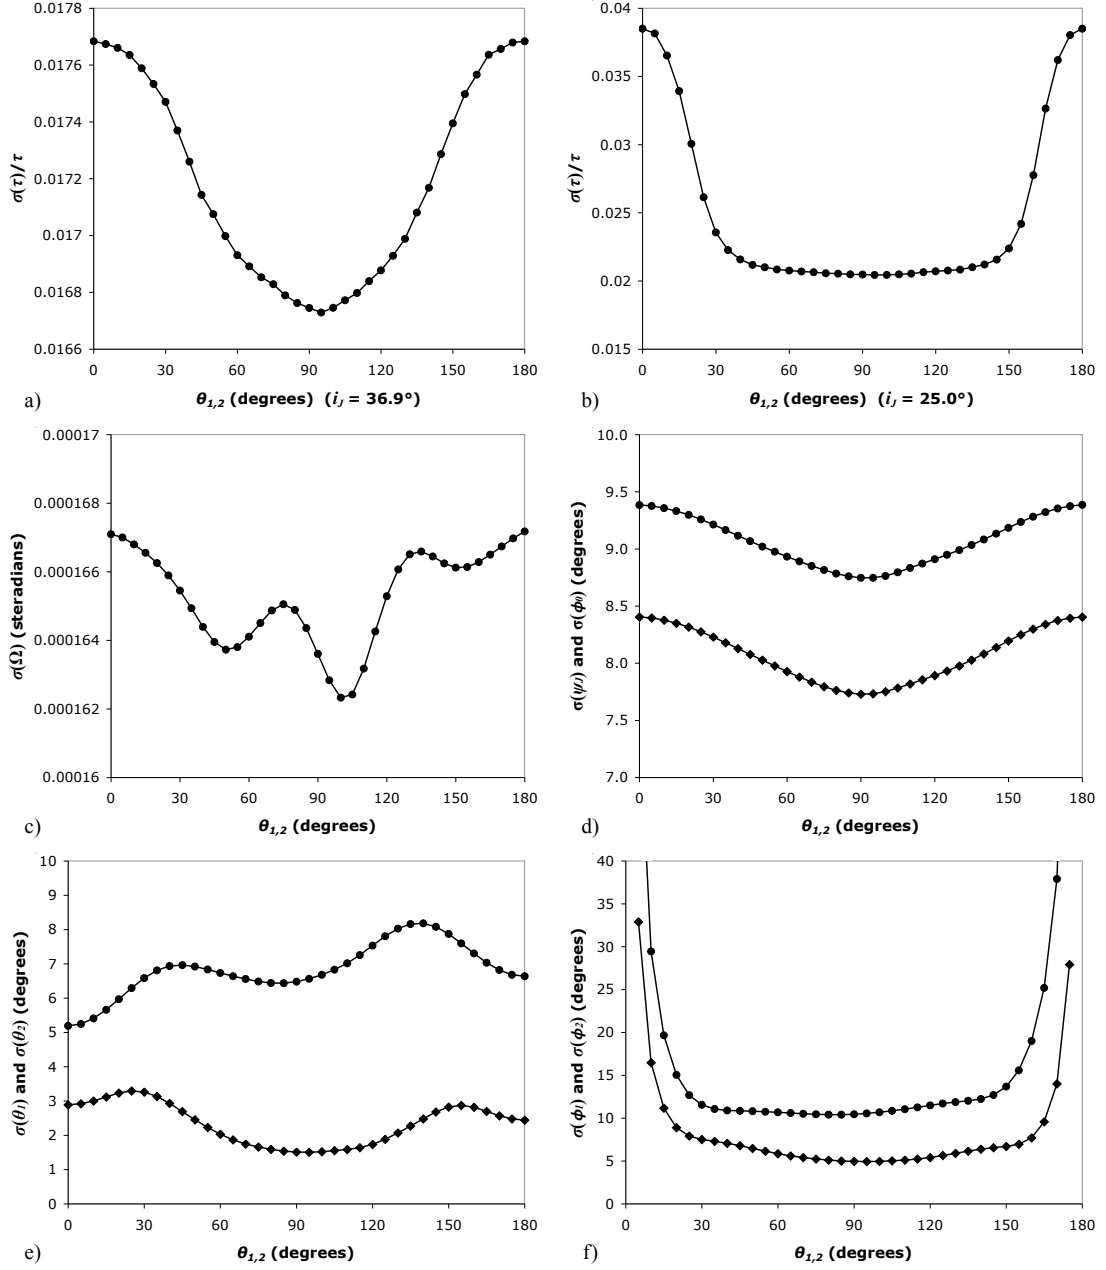 0.0178
0.0176
0.0174
0.0172
0.017
0.0168
0.0166
σ(τ)/τ
0 30 60 90 120 150 180
a) θ1,2 (degrees) (iJ = 36.9°)
0.04
0.035
0.03
0.025
0.02
0.015
σ(τ)/τ
0 30 60 90 120 150 180
b) θ1,2 (degrees) (iJ = 25.0°)
0.00017
0.000168
0.000166
0.000164
0.000162
0.00016
σ(Ω) (steradians)
0 30 60 90 120 150 180
c) θ1,2 (degrees)
10.0
9.5
9.0
8.5
8.0
7.5
7.0
σ(ψJ) and σ(ϕ0) (degrees)
0 30 60 90 120 150 180
d) θ1,2 (degrees)
10
9
8
7
6
5
4
3
2
1
0
σ(θ1) and σ(θ2) (degrees)
0 30 60 90 120 150 180
e) θ1,2 (degrees)
40
35
30
25
20
15
10
5
0
σ(ϕ1) and σ(ϕ2) (degrees)
0 30 60 90 120 150 180
f) θ1,2 (degrees)